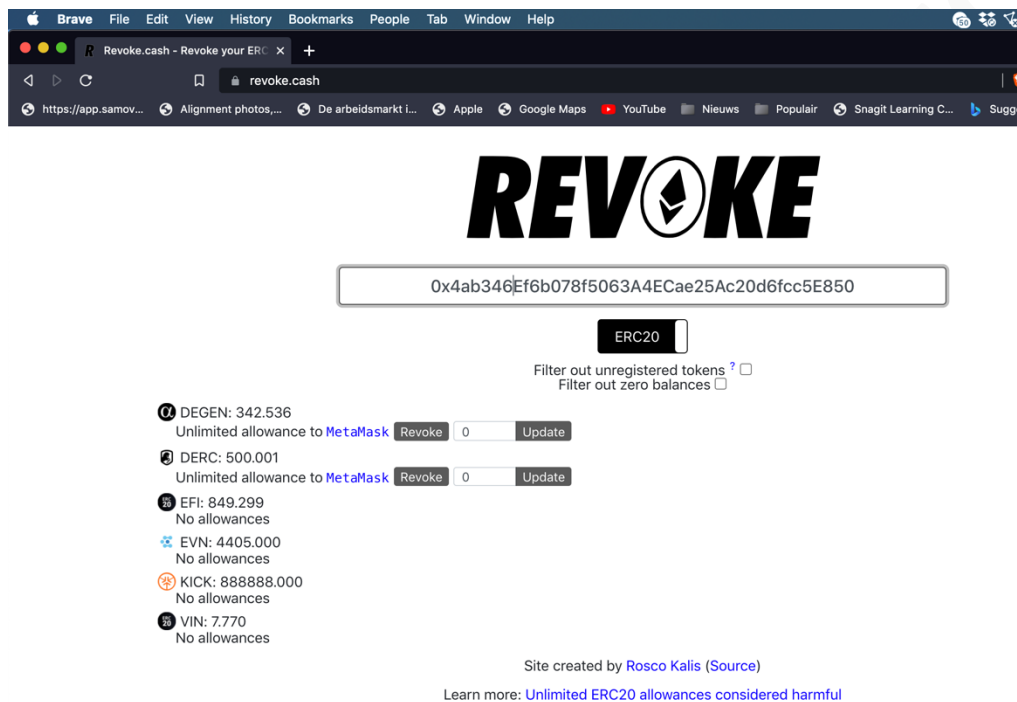 Brave File Edit View History Bookmarks People Tab Window Help
Revoke.cash - Revoke your ERC
revoke.cash
https://app.samov... Alignment photos,... De arbeidsmarkt i... Apple Google Maps YouTube Nieuws Populair Snagit Learning C... Sugg
REVOKE
0x4ab346Ef6b078f5063A4ECae25Ac20d6fcc5E850
ERC20
Filter out unregistered tokens ?
Filter out zero balances
DEGEN: 342.536
Unlimited allowance to MetaMask Revoke 0 Update
DERC: 500.001
Unlimited allowance to MetaMask Revoke 0 Update
EFI: 849.299
No allowances
EVN: 4405.000
No allowances
KICK: 888888.000
No allowances
VIN: 7.770
No allowances
Site created by Rosco Kalis (Source)
Learn more: Unlimited ERC20 allowances considered harmful